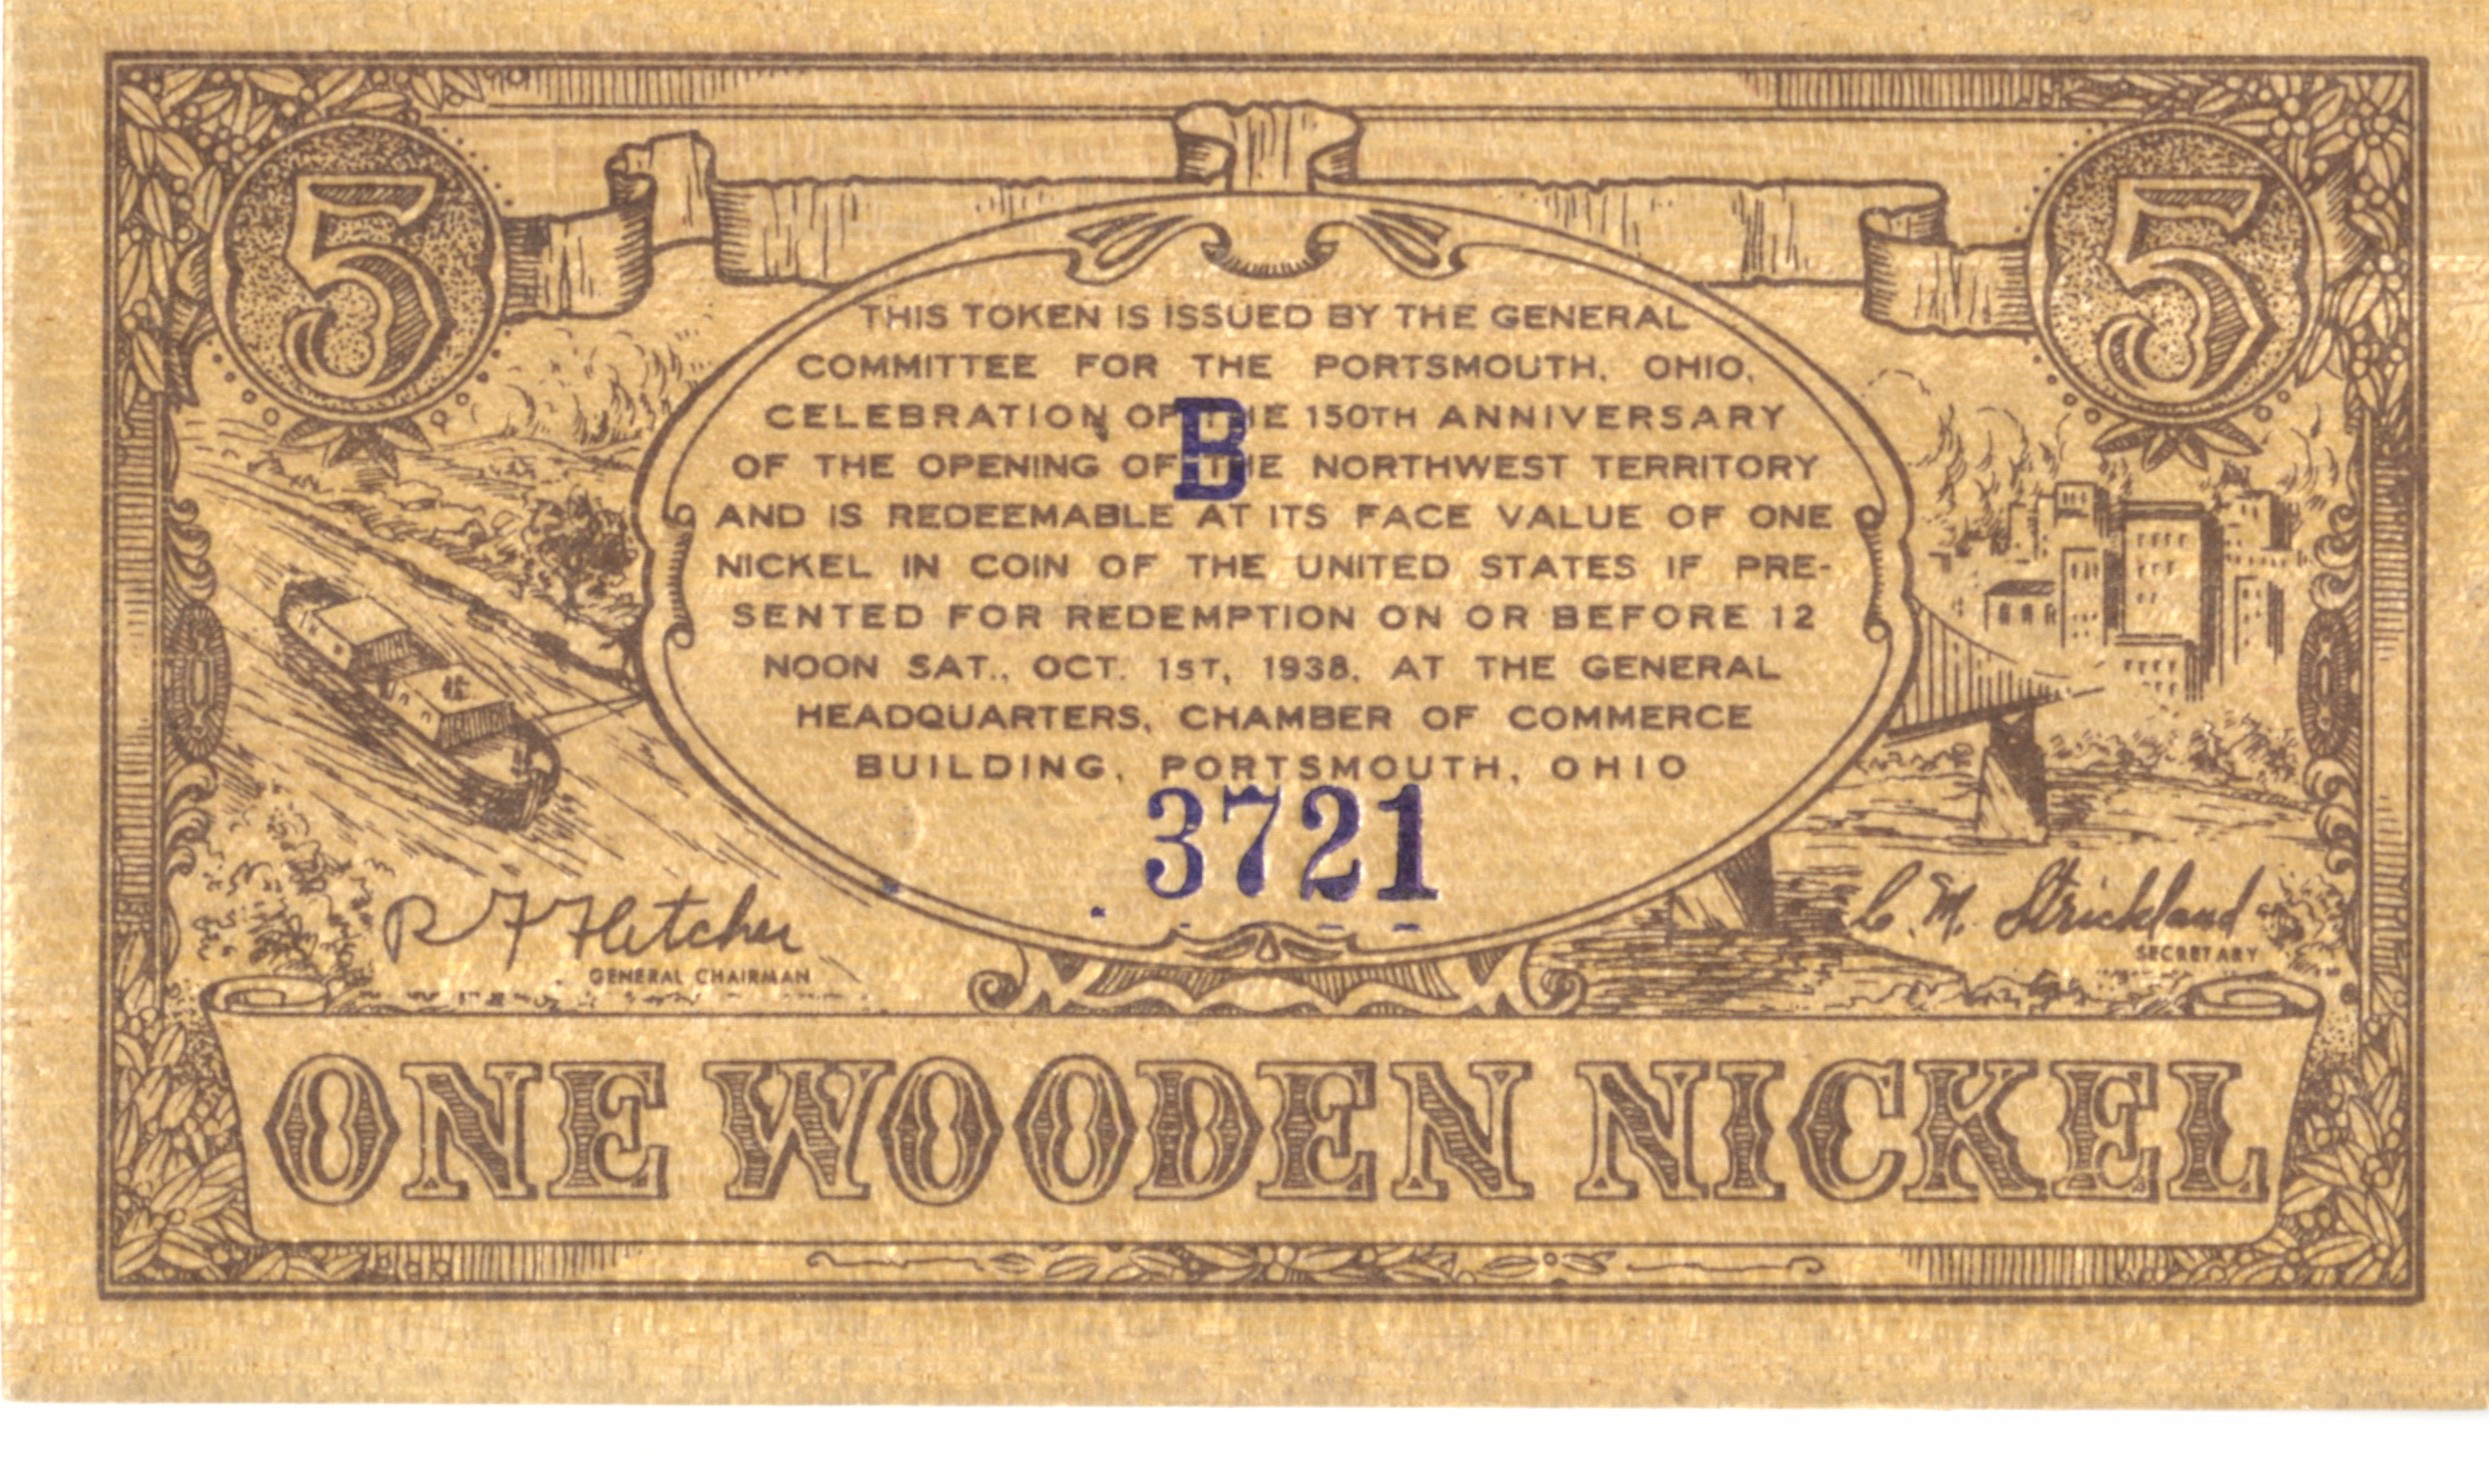 5 5
THIS TOKEN IS ISSUED BY THE GENERAL
COMMITTEE FOR THE PORTSMOUTH, OHIO,
CELEBRATION OF THE 150TH ANNIVERSARY
B
OF THE OPENING OF THE NORTHWEST TERRITORY
AND IS REDEEMABLE AT ITS FACE VALUE OF ONE
NICKEL IN COIN OF THE UNITED STATES IF PRE-
SENTED FOR REDEMPTION ON OR BEFORE 12
NOON SAT., OCT. 1ST, 1938, AT THE GENERAL
HEADQUARTERS, CHAMBER OF COMMERCE
BUILDING, PORTSMOUTH, OHIO
3721
R F Fletcher
GENERAL CHAIRMAN
C. M. Strickland
SECRETARY
ONE WOODEN NICKEL